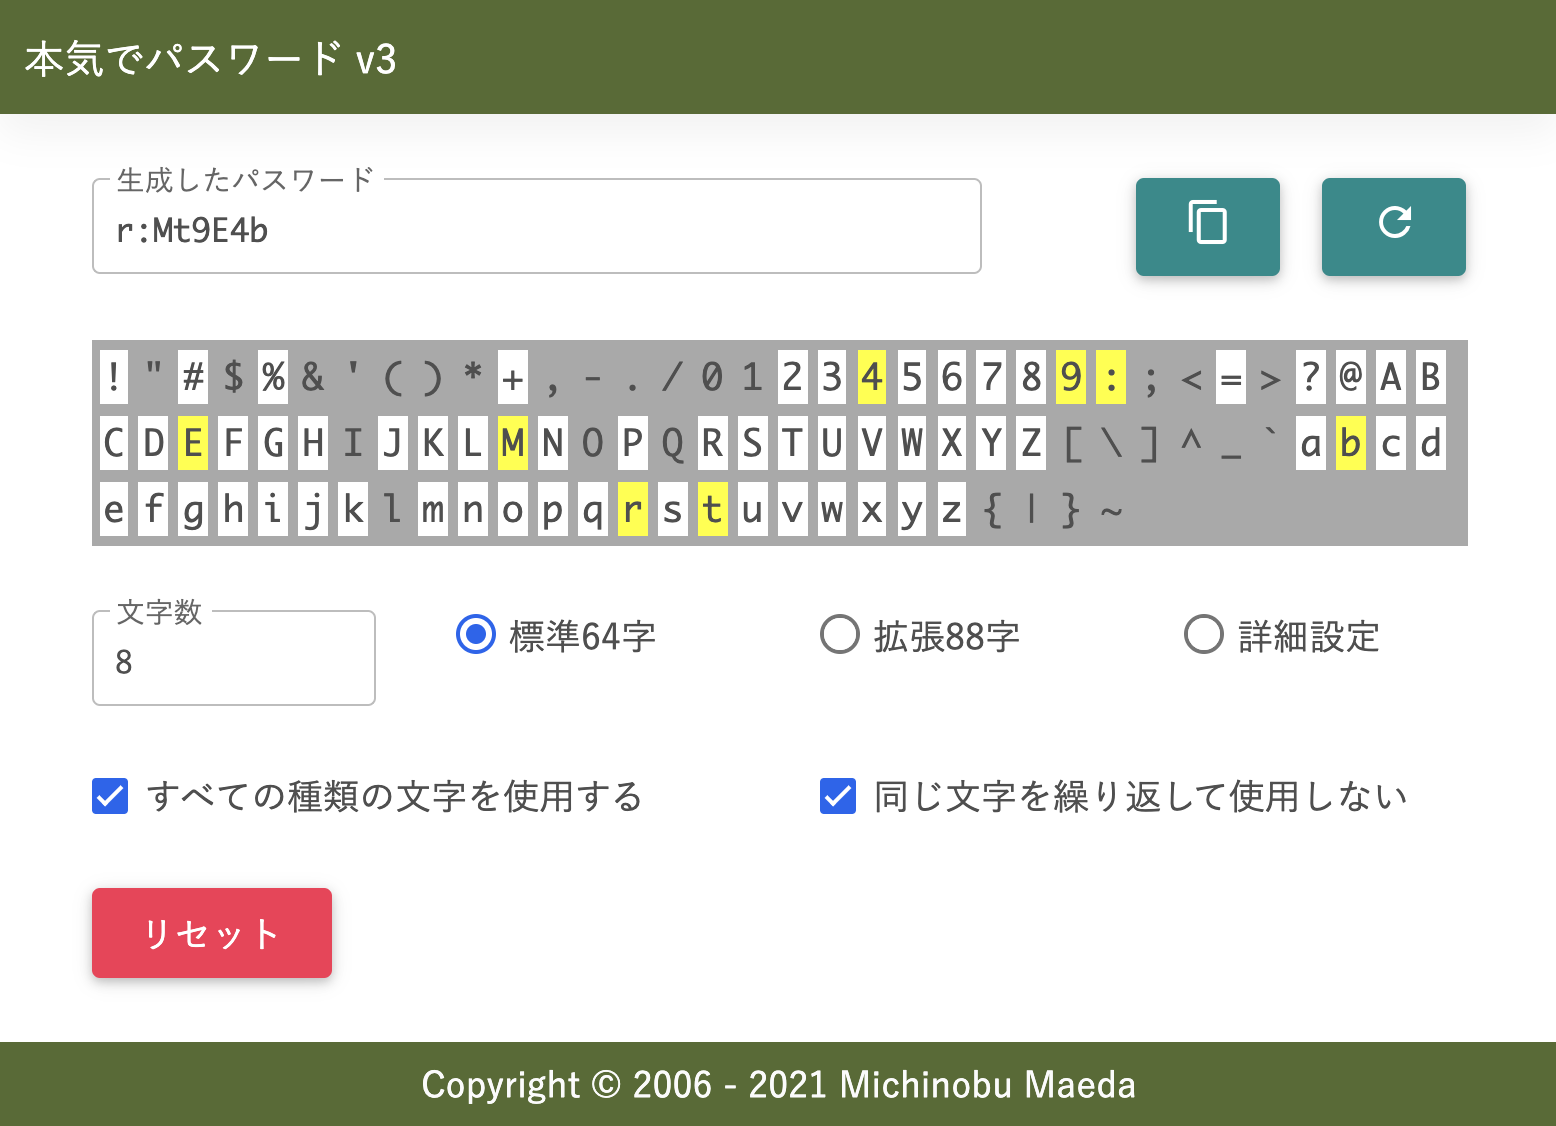 本気でパスワード v3
生成したパスワード
r:Mt9E4b
! " # $ % & ' ( ) * + , - . / 0 1 2 3 4 5 6 7 8 9 : ; < = > ? @ A B
C D E F G H I J K L M N O P Q R S T U V W X Y Z [ \ ] ^ _ ` a b c d
e f g h i j k l m n o p q r s t u v w x y z { | } ~
文字数
8
標準64字
拡張88字
詳細設定
すべての種類の文字を使用する
同じ文字を繰り返して使用しない
リセット
Copyright © 2006 - 2021 Michinobu Maeda